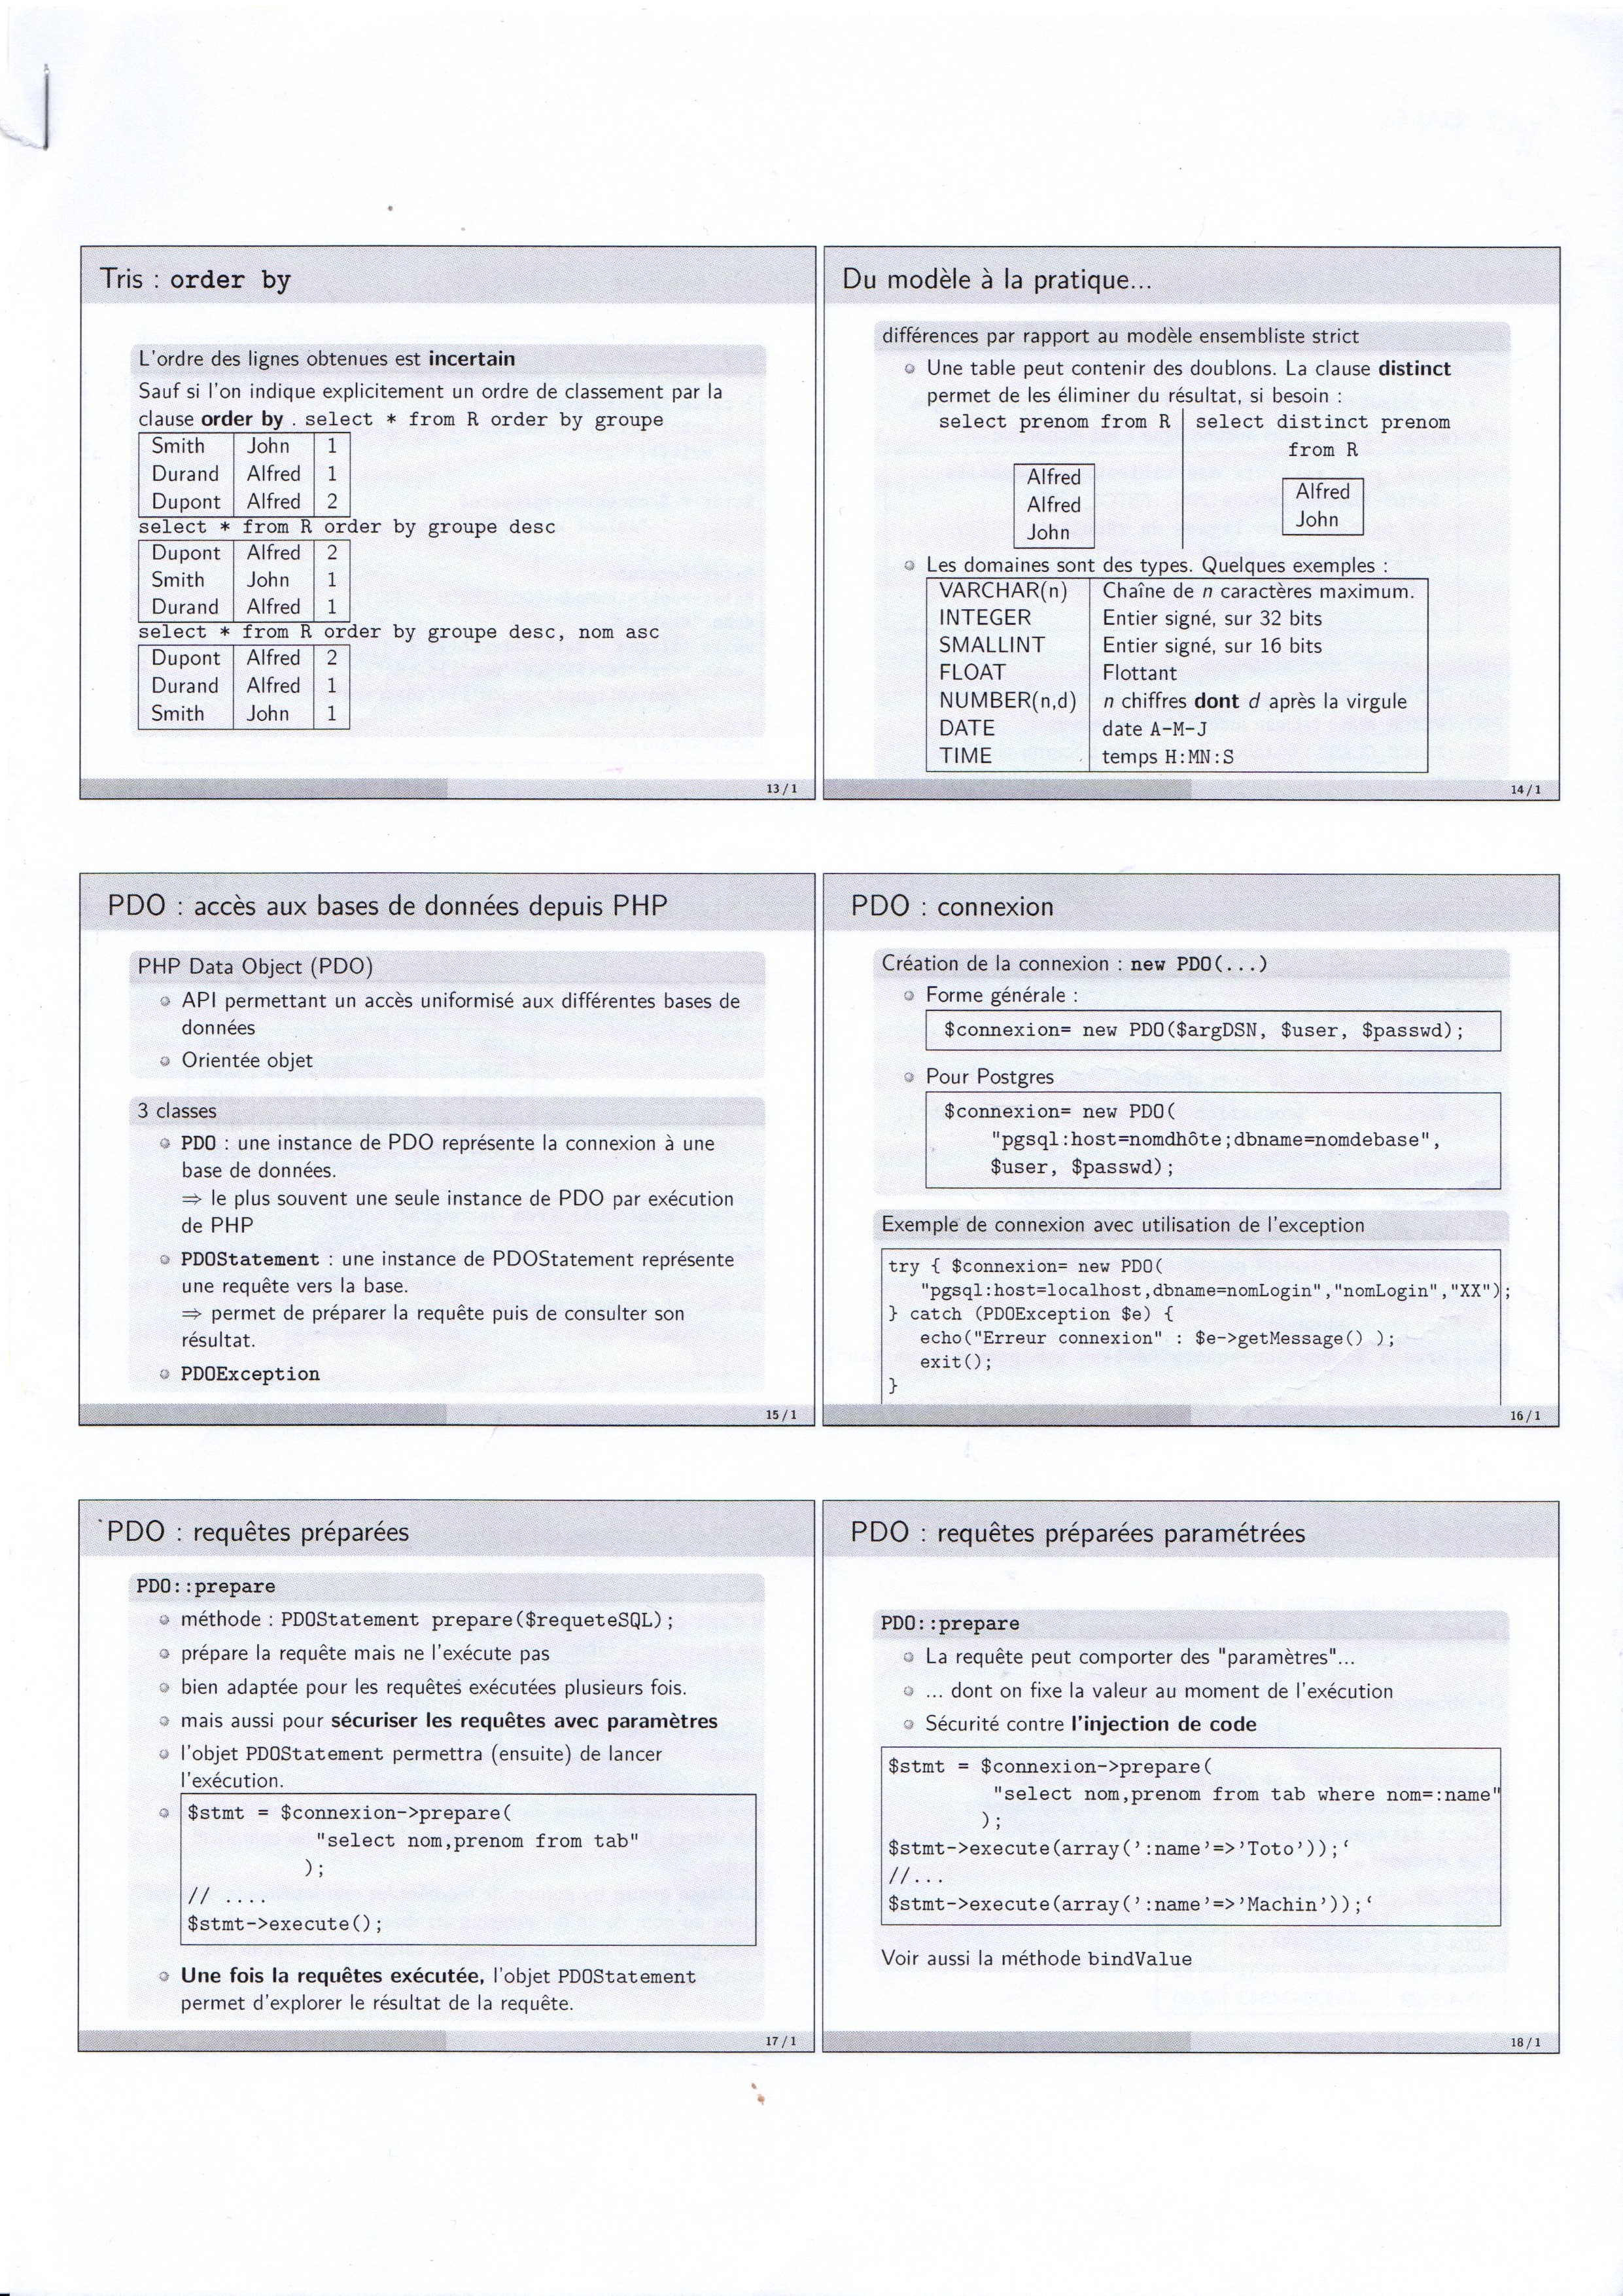 Tris : order by
L'ordre des lignes obtenues est incertain
Sauf si l'on indique explicitement un ordre de classement par la
clause order by . select * from R order by groupe
Smith John 1
Durand Alfred 1
Dupont Alfred 2
select * from R order by groupe desc
Dupont Alfred 2
Smith John 1
Durand Alfred 1
select * from R order by groupe desc, nom asc
Dupont Alfred 2
Durand Alfred 1
Smith John 1
13/1
Du modèle à la pratique...
différences par rapport au modèle ensembliste strict
Une table peut contenir des doublons. La clause distinct
permet de les éliminer du résultat, si besoin :
select prenom from R
Alfred
Alfred
John
select distinct prenom
from R
Alfred
John
Les domaines sont des types. Quelques exemples :
VARCHAR(n) Chaîne de n caractères maximum.
INTEGER Entier signé, sur 32 bits
SMALLINT Entier signé, sur 16 bits
FLOAT Flottant
NUMBER(n,d) n chiffres dont d après la virgule
DATE date A-M-J
TIME temps H:MN:S
14/1
PDO : accès aux bases de données depuis PHP
PHP Data Object (PDO)
API permettant un accès uniformisé aux différentes bases de
données
Orientée objet
3 classes
PDO : une instance de PDO représente la connexion à une
base de données.
⇒ le plus souvent une seule instance de PDO par exécution
de PHP
PDOStatement : une instance de PDOStatement représente
une requête vers la base.
⇒ permet de préparer la requête puis de consulter son
résultat.
PDOException
15/1
PDO : connexion
Création de la connexion : new PDO(...)
Forme générale :
$connexion= new PDO($argDSN, $user, $passwd);
Pour Postgres
$connexion= new PDO(
"pgsql:host=nomdhôte;dbname=nomdebase",
$user, $passwd);
Exemple de connexion avec utilisation de l'exception
try { $connexion= new PDO(
"pgsql:host=localhost,dbname=nomLogin","nomLogin","XX");
} catch (PDOException $e) {
echo("Erreur connexion" : $e->getMessage() );
exit();
}
16/1
PDO : requêtes préparées
PDO::prepare
méthode : PDOStatement prepare($requeteSQL);
prépare la requête mais ne l'exécute pas
bien adaptée pour les requêtes exécutées plusieurs fois.
mais aussi pour sécuriser les requêtes avec paramètres
l'objet PDOStatement permettra (ensuite) de lancer
l'exécution.
$stmt = $connexion->prepare(
"select nom,prenom from tab"
);
// ....
$stmt->execute();
Une fois la requêtes exécutée, l'objet PDOStatement
permet d'explorer le résultat de la requête.
17/1
PDO : requêtes préparées paramétrées
PDO::prepare
La requête peut comporter des "paramètres"...
... dont on fixe la valeur au moment de l'exécution
Sécurité contre l'injection de code
$stmt = $connexion->prepare(
"select nom,prenom from tab where nom=:name"
);
$stmt->execute(array(':name'=>'Toto'));‘
//...
$stmt->execute(array(':name'=>'Machin'));‘
Voir aussi la méthode bindValue
18/1